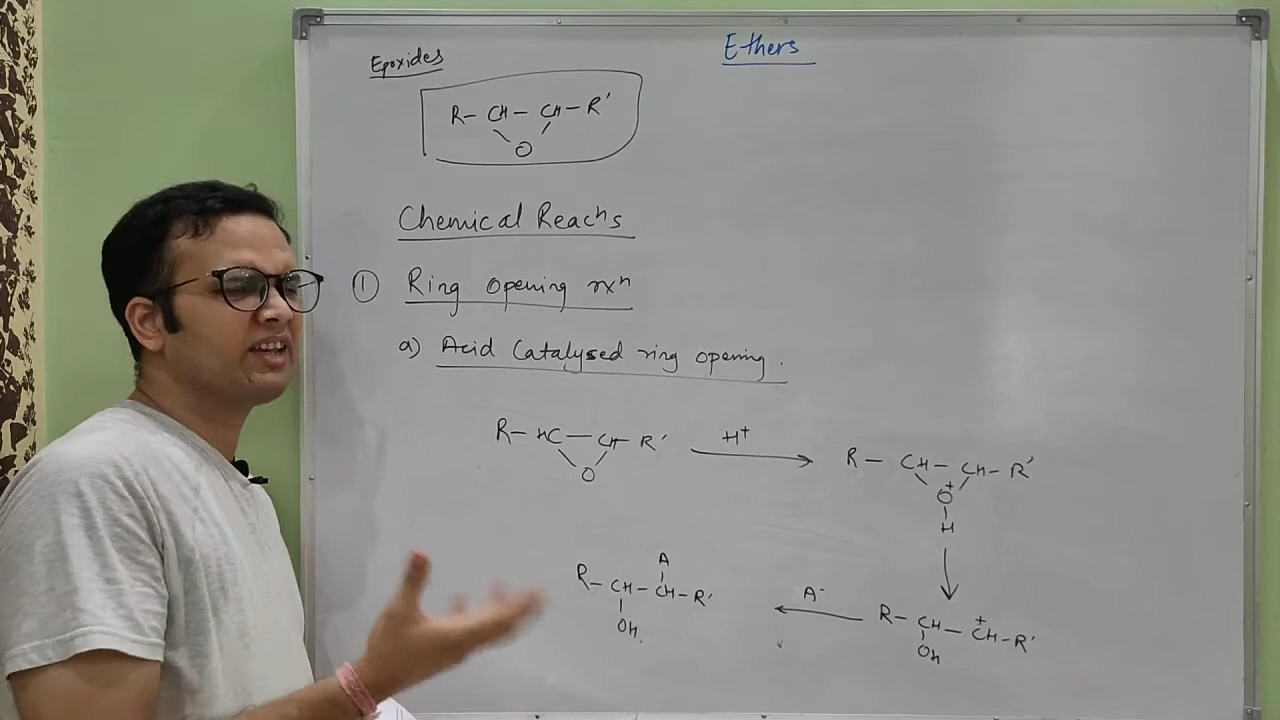 Ethers
Epoxides
R- CH - CH - R'
O
Chemical Reacns
① Ring opening rxn
a) Acid Catalysed ring opening.
R- HC - CH - R'
O
H+
R - CH - CH - R'
O+
H
A
R- CH - CH - R'
OH.
A-
R - CH - +CH - R'
OH